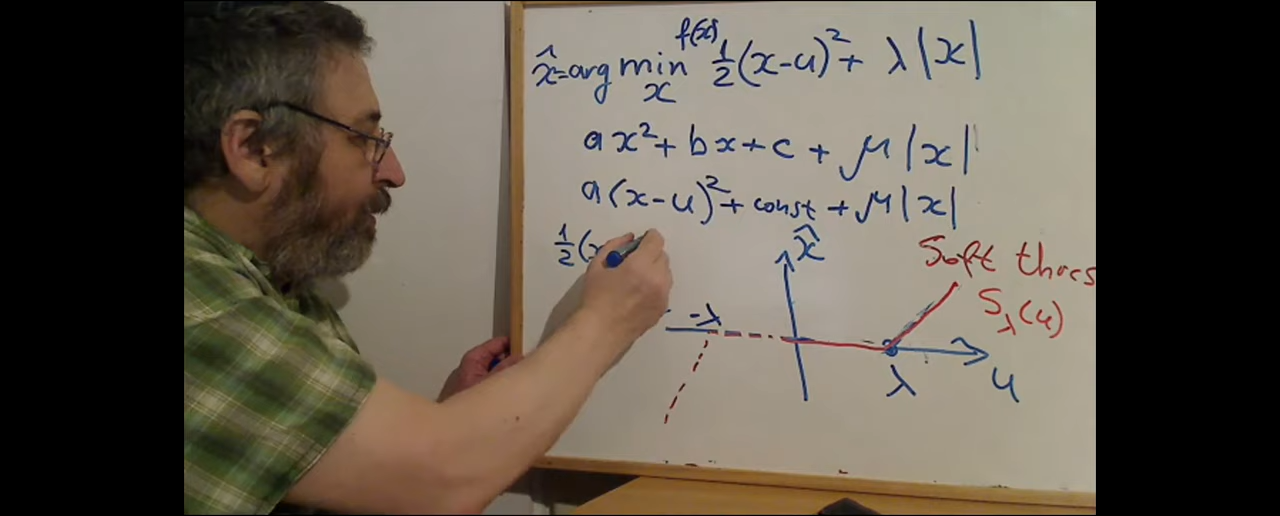 f(x)
x̂=arg min ½(x-u)²+ λ|x|
x
ax²+bx+c+μ|x|
a(x-u)²+const+μ|x|
½(x
x̂
Soft thres
S_λ(u)
-λ
λ
u